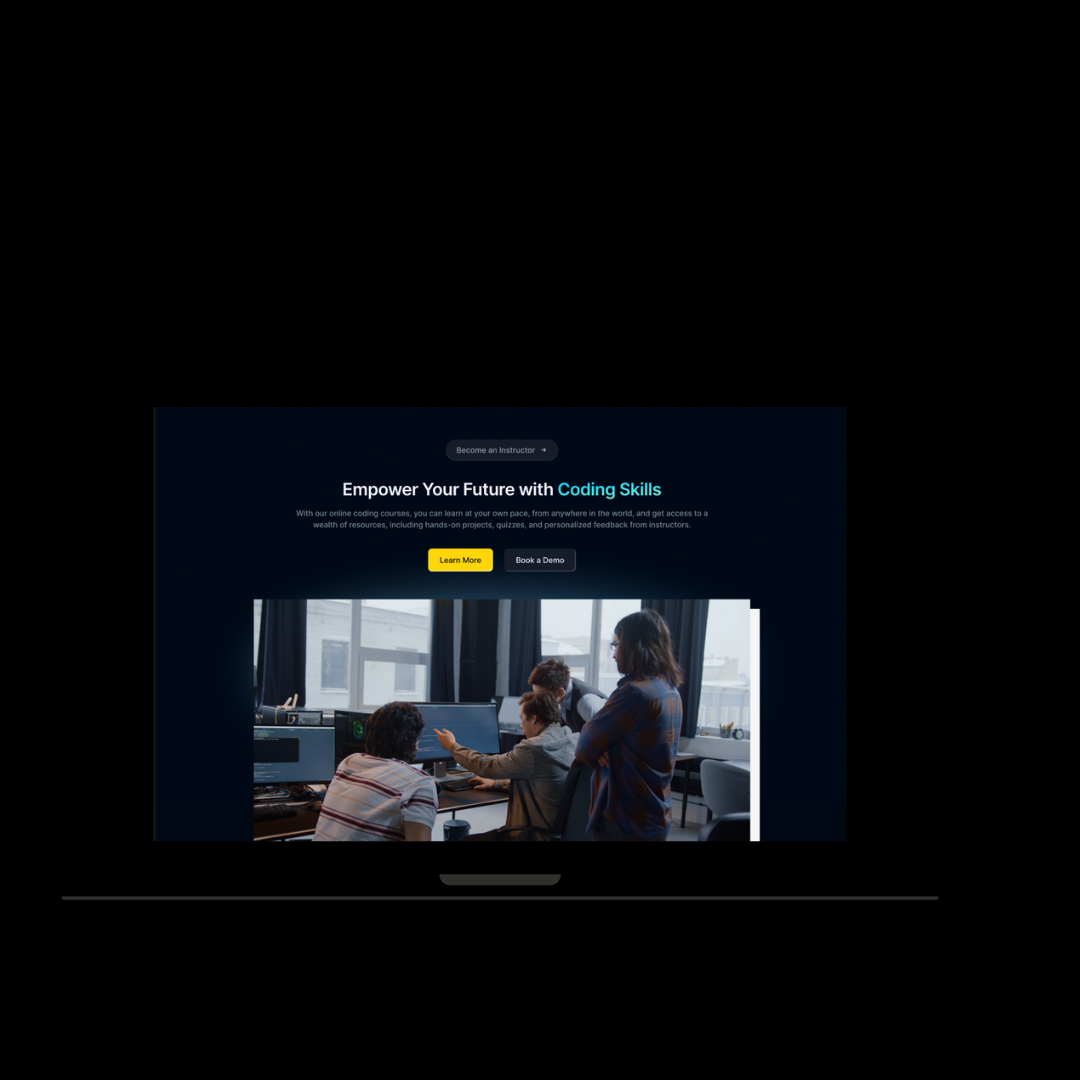 Become an Instructor →
Empower Your Future with Coding Skills
With our online coding courses, you can learn at your own pace, from anywhere in the world, and get access to a
wealth of resources, including hands-on projects, quizzes, and personalized feedback from instructors.
Learn More Book a Demo